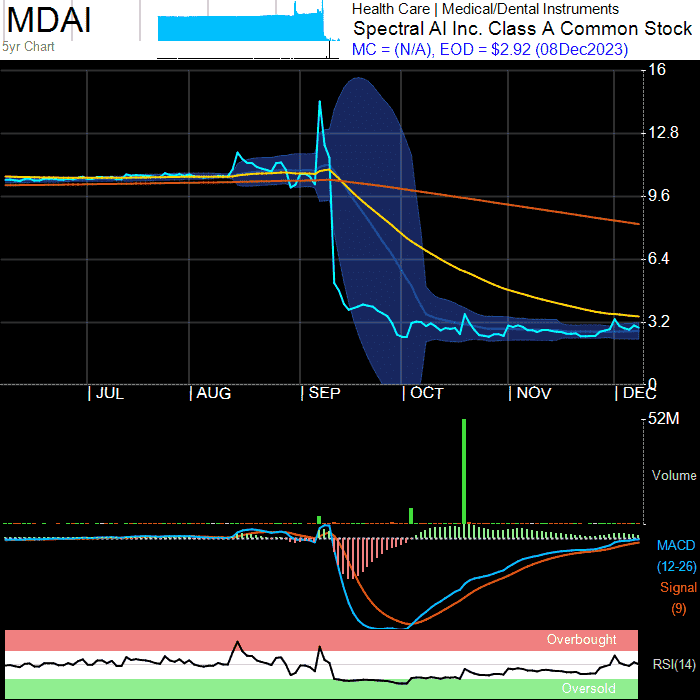 MDAI
5yr Chart
Health Care | Medical/Dental Instruments
Spectral AI Inc. Class A Common Stock
MC = (N/A), EOD = $2.92 (08Dec2023)
16
12.8
9.6
6.4
3.2
0
JUL AUG SEP OCT NOV DEC
52M
Volume
MACD
(12-26)
Signal
(9)
Overbought
RSI(14)
Oversold